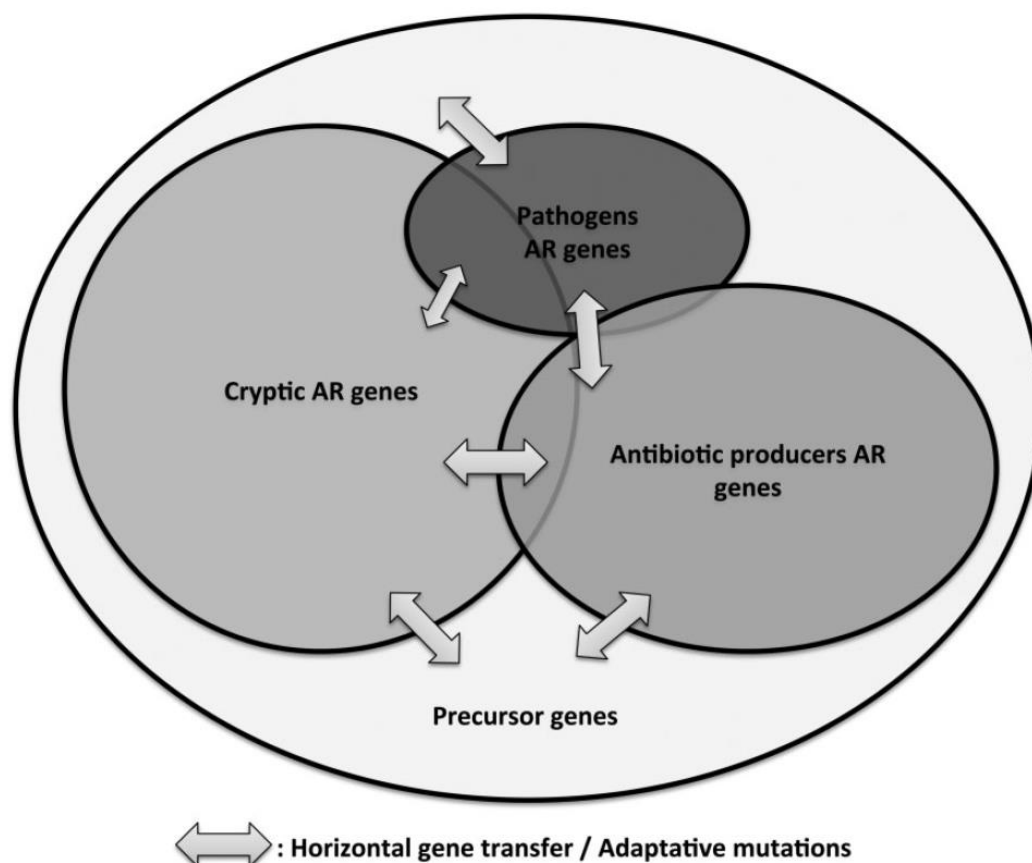 Pathogens
AR genes
Cryptic AR genes
Antibiotic producers AR
genes
Precursor genes
: Horizontal gene transfer / Adaptative mutations